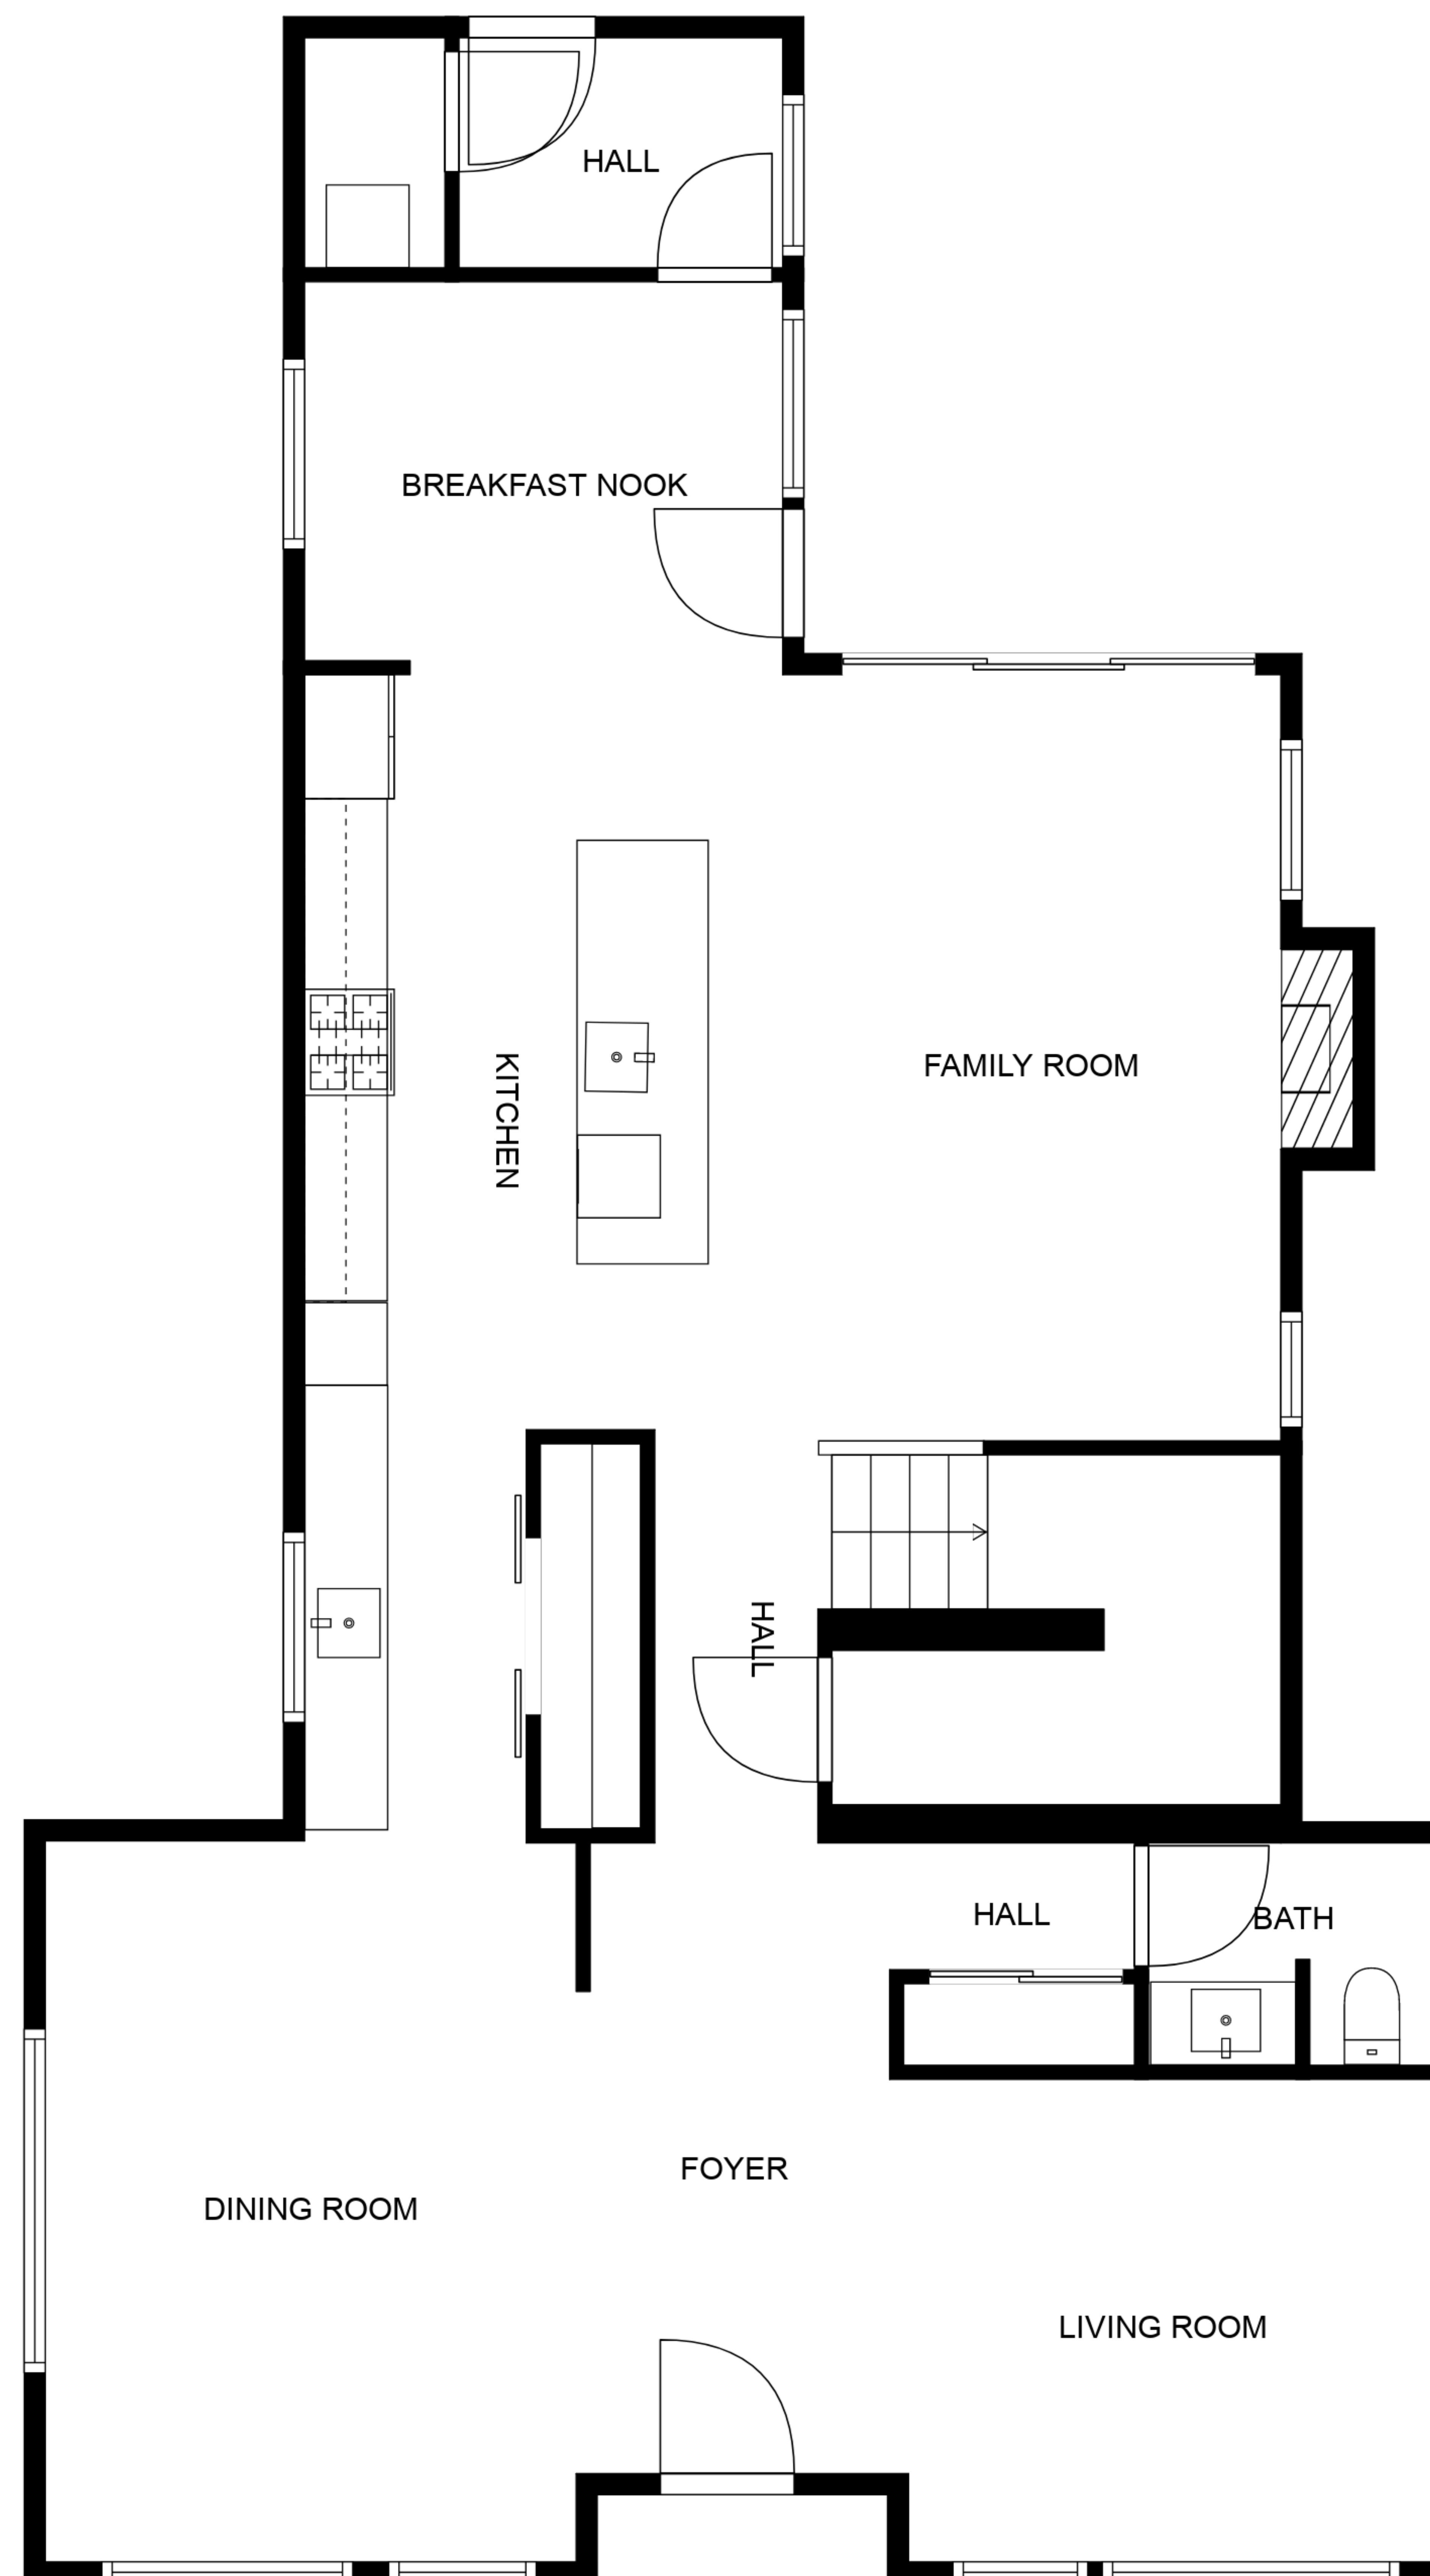 HALL
BREAKFAST NOOK
FAMILY ROOM
KITCHEN
HALL
HALL
BATH
FOYER
DINING ROOM
LIVING ROOM